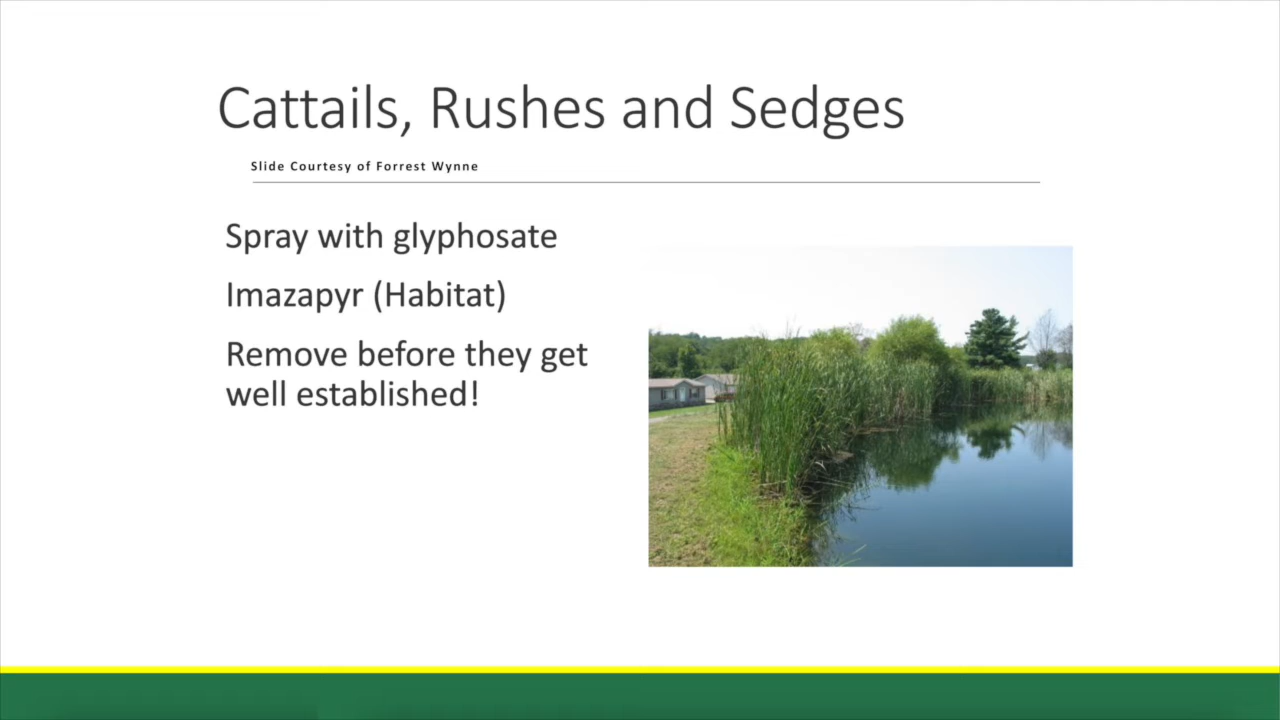 Cattails, Rushes and Sedges
Slide Courtesy of Forrest Wynne
Spray with glyphosate
Imazapyr (Habitat)
Remove before they get
well established!